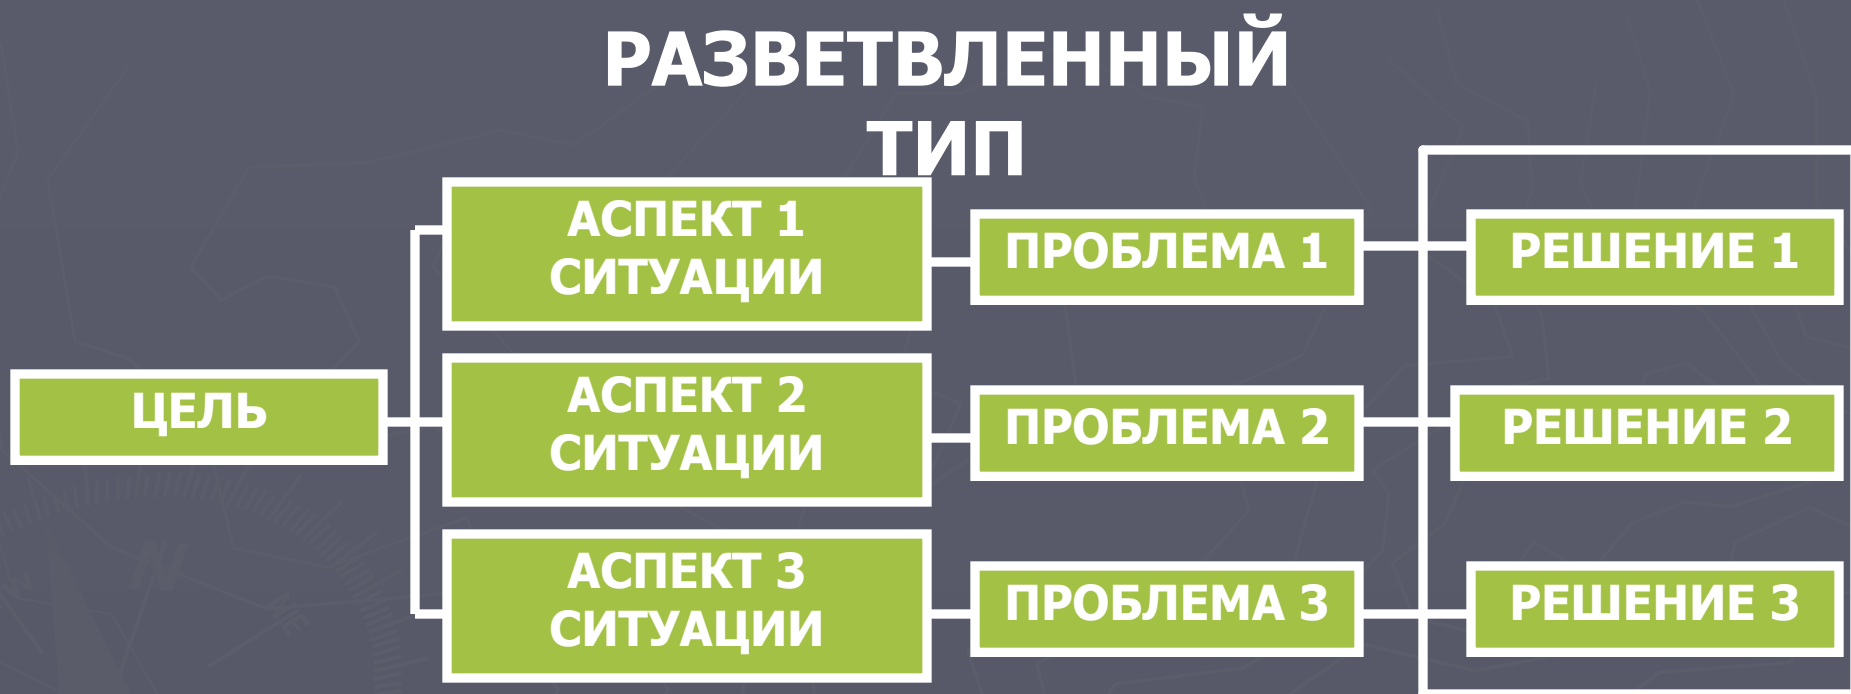 РАЗВЕТВЛЕННЫЙ
ТИП
АСПЕКТ 1
СИТУАЦИИ
ПРОБЛЕМА 1
РЕШЕНИЕ 1
ЦЕЛЬ
АСПЕКТ 2
СИТУАЦИИ
ПРОБЛЕМА 2
РЕШЕНИЕ 2
АСПЕКТ 3
СИТУАЦИИ
ПРОБЛЕМА 3
РЕШЕНИЕ 3
N
NE